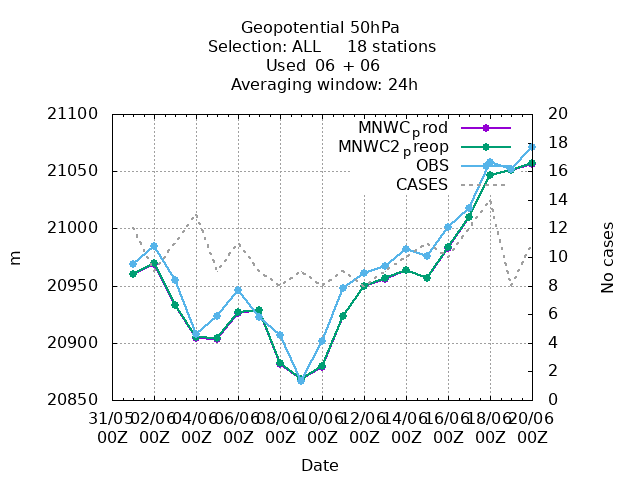 Geopotential 50hPa
Selection: ALL 18 stations
Used 06 + 06
Averaging window: 24h
21100
21050
21000
20950
20900
20850
m
20
18
16
14
12
10
8
6
4
2
0
No cases
MNWCprod
MNWC2preop
OBS
CASES
31/05 02/06 04/06 06/06 08/06 10/06 12/06 14/06 16/06 18/06 20/06
00Z 00Z 00Z 00Z 00Z 00Z 00Z 00Z 00Z 00Z 00Z
Date